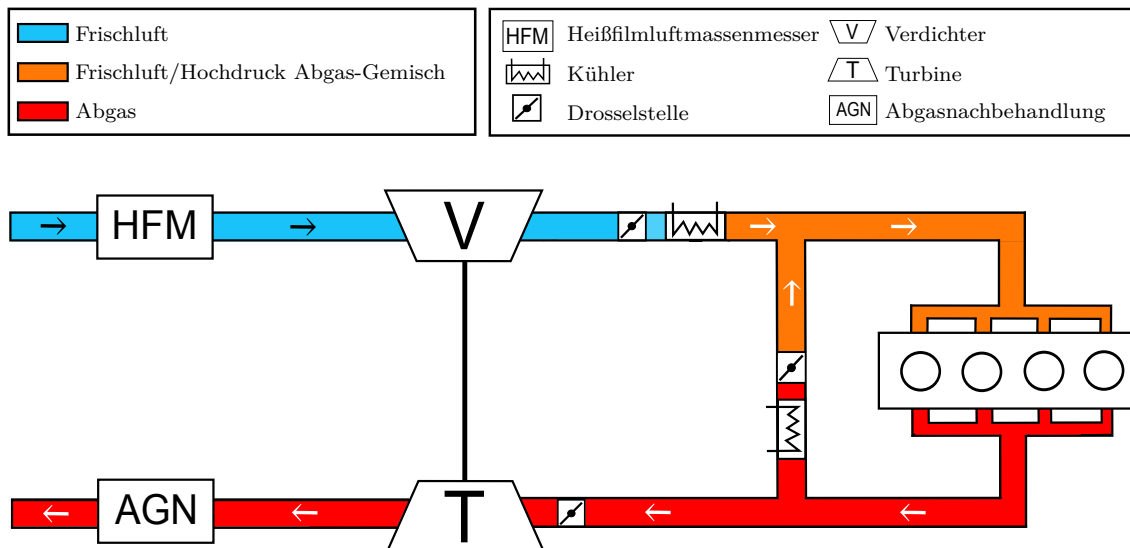 Frischluft
Frischluft/Hochdruck Abgas-Gemisch
Abgas
HFM Heißfilmluftmassenmesser
Kühler
Drosselstelle
V Verdichter
T Turbine
AGN Abgasnachbehandlung
HFM
V
AGN
T